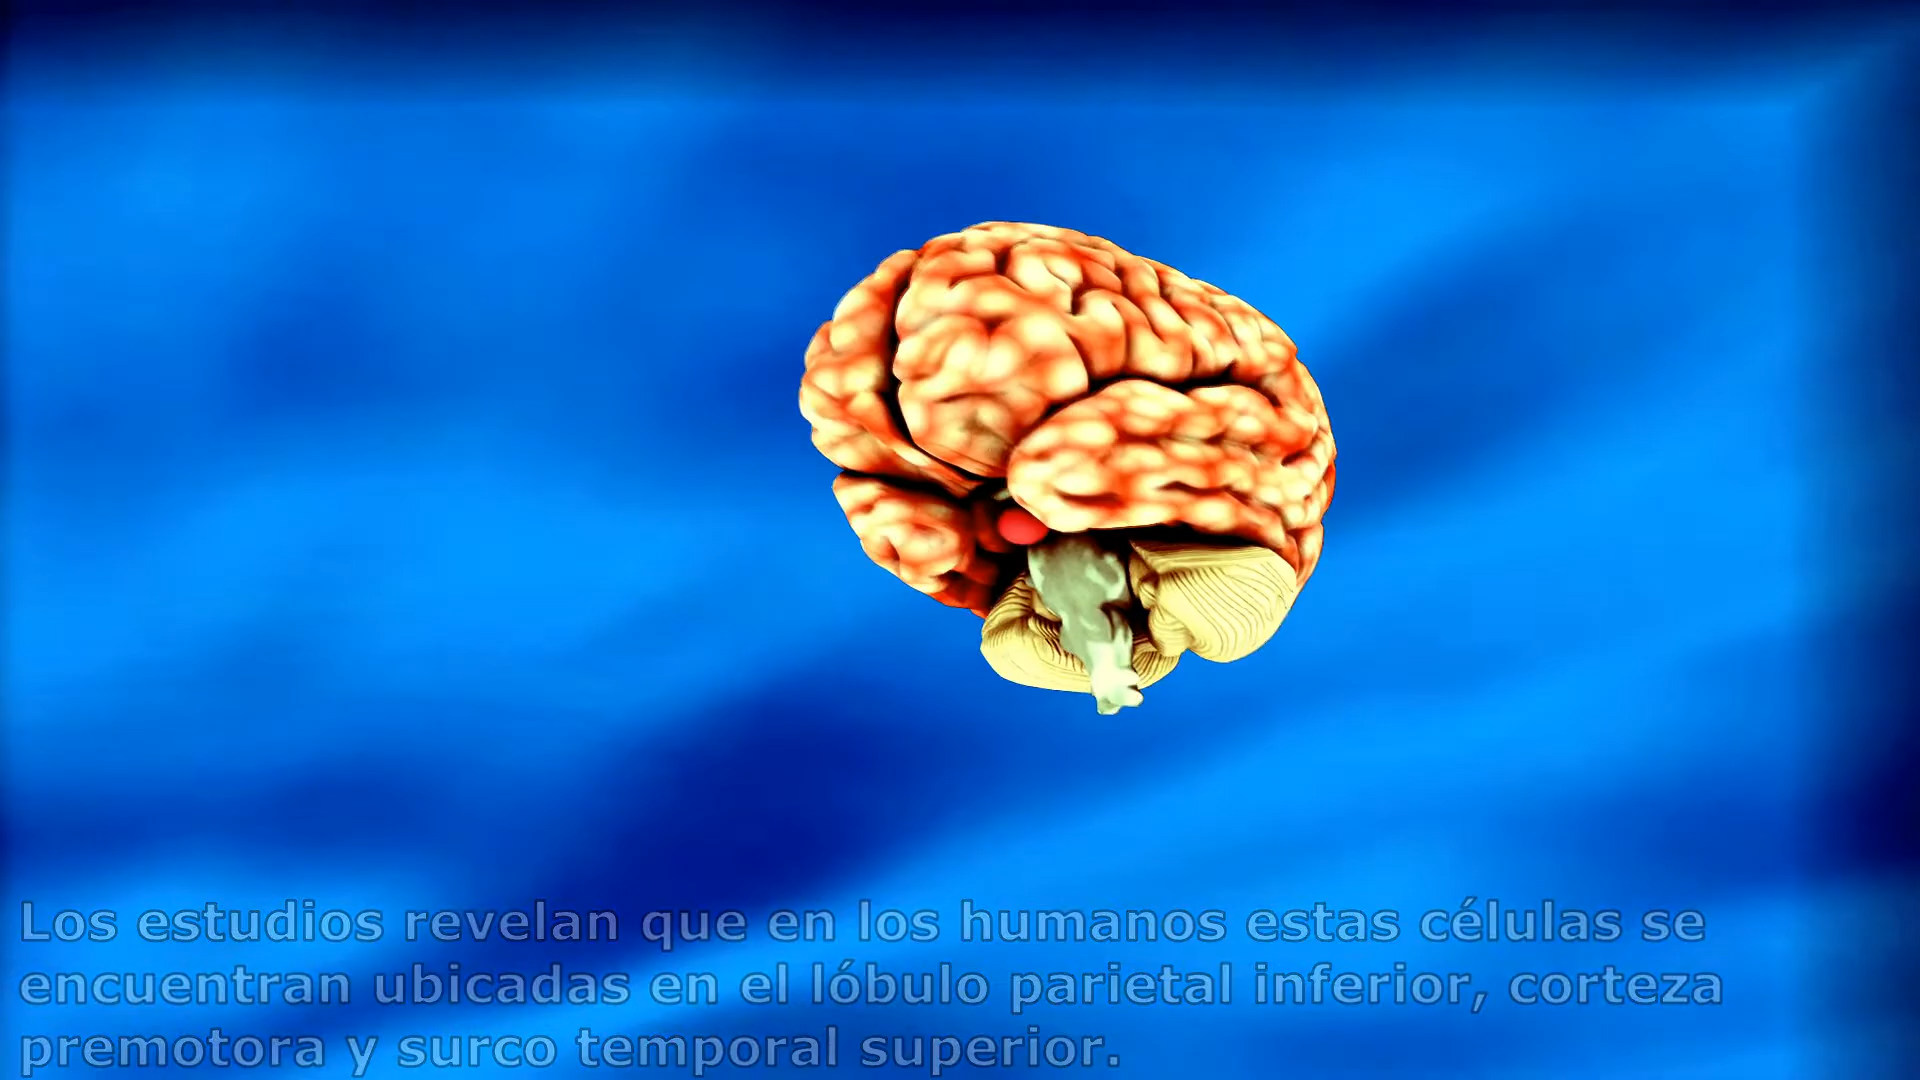 Los estudios revelan que en los humanos estas células se
encuentran ubicadas en el lóbulo parietal inferior, corteza
premotora y surco temporal superior.